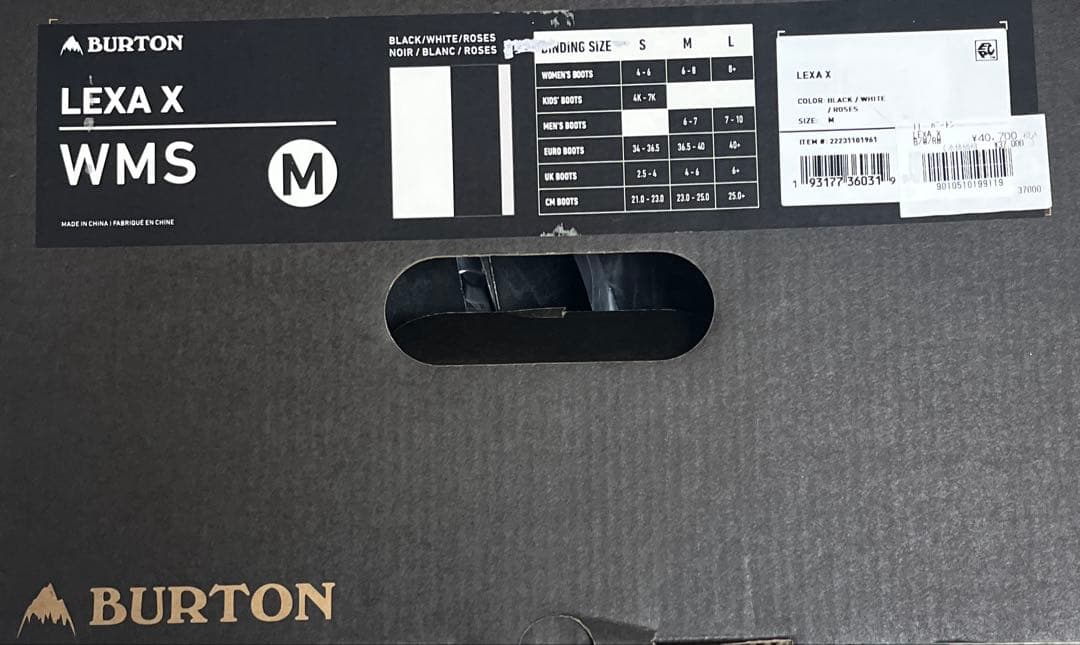 BURTON
LEXA X
WMS
M
MADE IN CHINA | FABRIQUÉ EN CHINE
BLACK/WHITE/ROSES
NOIR / BLANC / ROSES
BINDING SIZE S M L
WOMEN'S BOOTS 4 - 6 6 - 8 8+
KIDS' BOOTS 4K - 7K
MEN'S BOOTS 6 - 7 7 - 10
EURO BOOTS 34 - 36.5 36.5 - 40 40+
UK BOOTS 2.5 - 4 4 - 6 6+
CM BOOTS 21.0 - 23.0 23.0 - 25.0 25.0+
LEXA X
COLOR: BLACK / WHITE
/ ROSES
SIZE: M
ITEM #: 22231101961
1 93177 36031 9
LEXA X ¥40,700
¥37,000
9010510199119
37000
BURTON